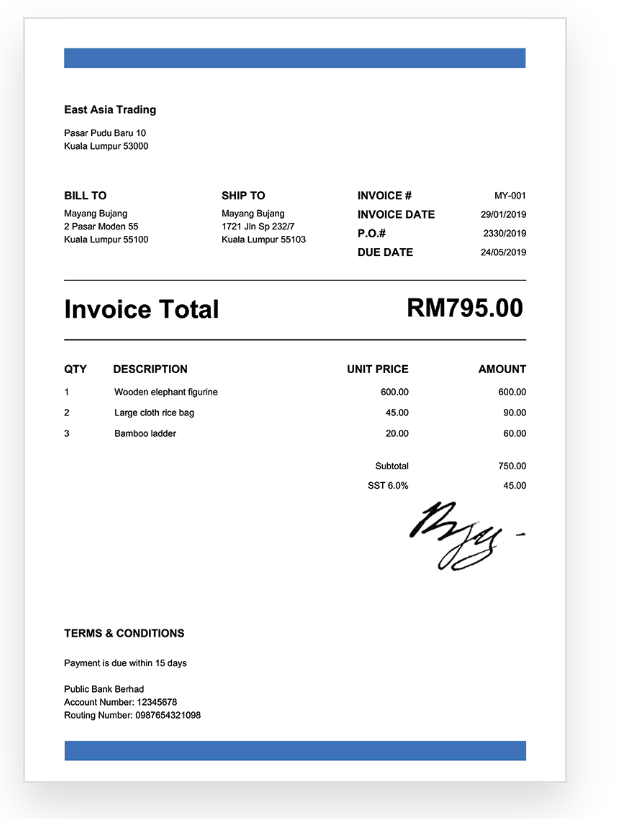 East Asia Trading
Pasar Pudu Baru 10
Kuala Lumpur 53000
BILL TO
Mayang Bujang
2 Pasar Moden 55
Kuala Lumpur 55100
SHIP TO
Mayang Bujang
1721 Jln Sp 232/7
Kuala Lumpur 55103
INVOICE # MY-001
INVOICE DATE 29/01/2019
P.O.# 2330/2019
DUE DATE 24/05/2019
Invoice Total RM795.00
QTY DESCRIPTION UNIT PRICE AMOUNT
1 Wooden elephant figurine 600.00 600.00
2 Large cloth rice bag 45.00 90.00
3 Bamboo ladder 20.00 60.00
Subtotal 750.00
SST 6.0% 45.00
TERMS & CONDITIONS
Payment is due within 15 days
Public Bank Berhad
Account Number: 12345678
Routing Number: 0987654321098